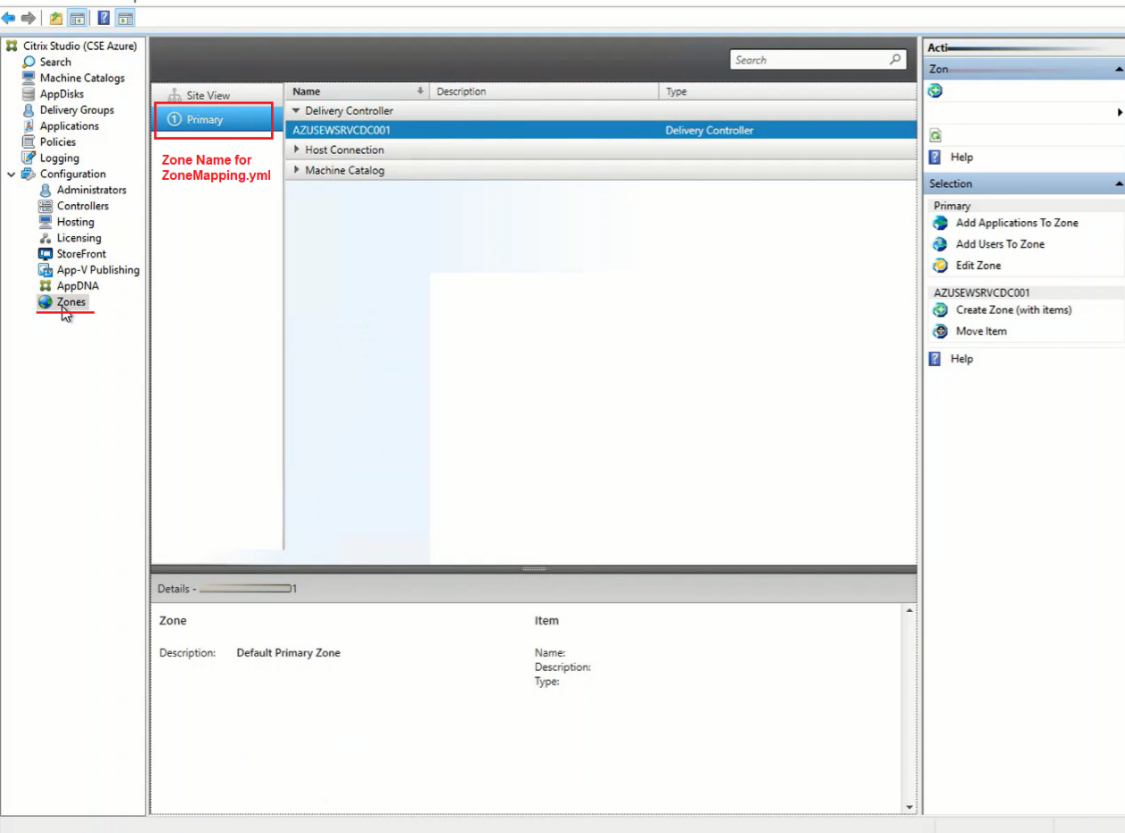 Citrix Studio (CSE Azure)
Search
Machine Catalogs
AppDisks
Delivery Groups
Applications
Policies
Logging
Configuration
Administrators
Controllers
Hosting
Licensing
StoreFront
App-V Publishing
AppDNA
Zones
Search
Site View
1 Primary
Zone Name for
ZoneMapping.yml
Name Description Type
Delivery Controller
AZUSEWSRVCDC001 Delivery Controller
Host Connection
Machine Catalog
Details - 1
Zone
Description: Default Primary Zone
Item
Name:
Description:
Type:
Acti
Zon
Help
Selection
Primary
Add Applications To Zone
Add Users To Zone
Edit Zone
AZUSEWSRVCDC001
Create Zone (with items)
Move Item
Help